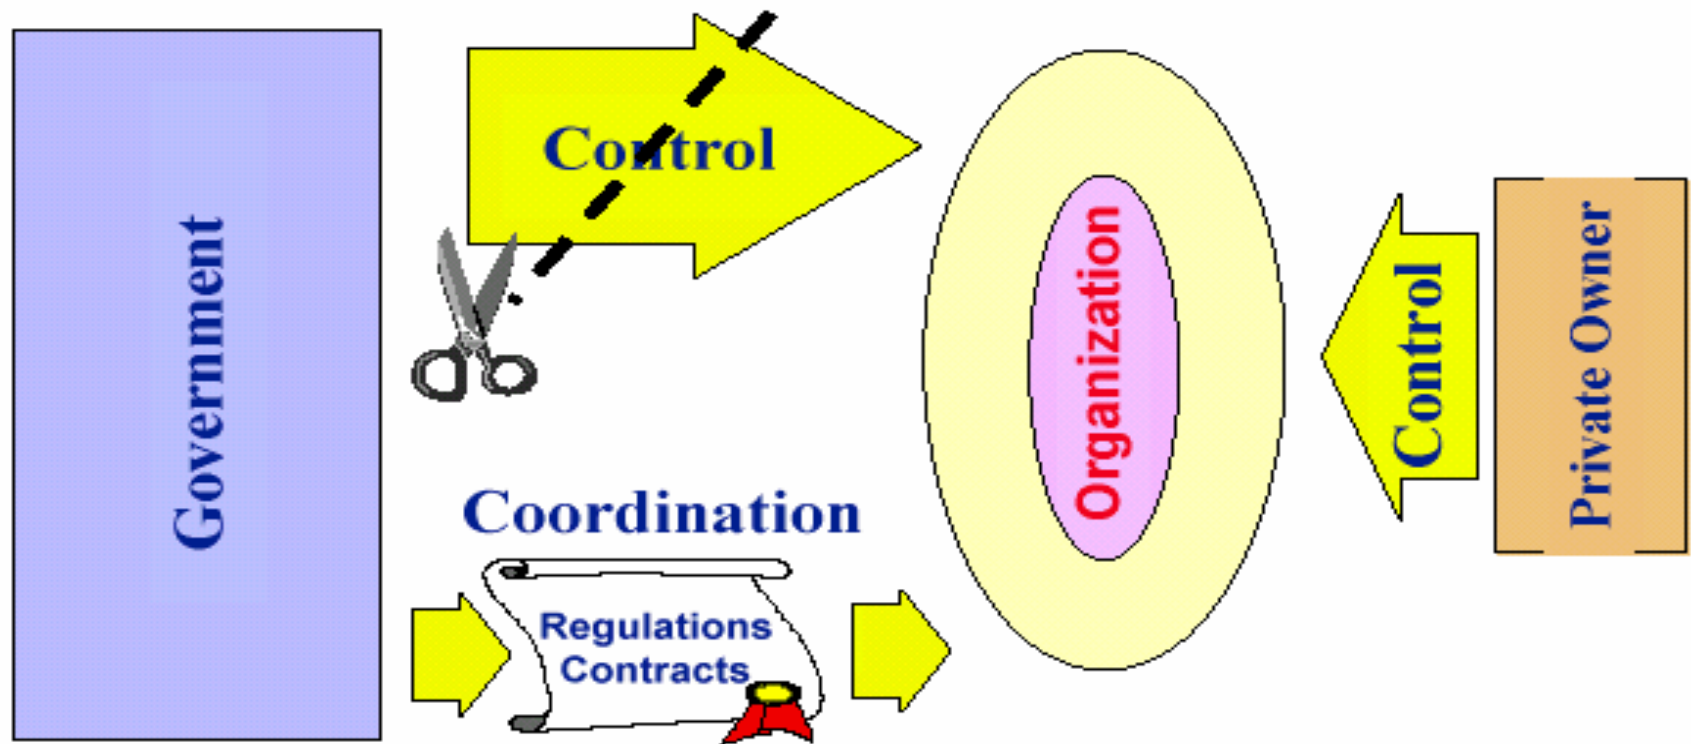 Government
Control
Coordination
Regulations
Contracts
Organization
Control
Private Owner